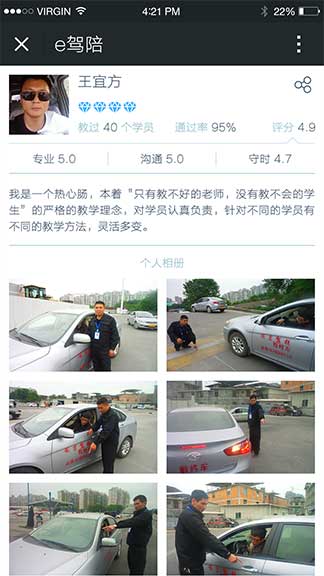 VIRGIN 4:21 PM 22%
e驾陪
王宜方
教过 40 个学员 通过率 95% 评分 4.9
专业 5.0 沟通 5.0 守时 4.7
我是一个热心肠，本着“只有教不好的老师，没有教不会的学
生”的严格的教学理念，对学员认真负责，针对不同的学员有
不同的教学方法，灵活多变。
个人相册
教练车